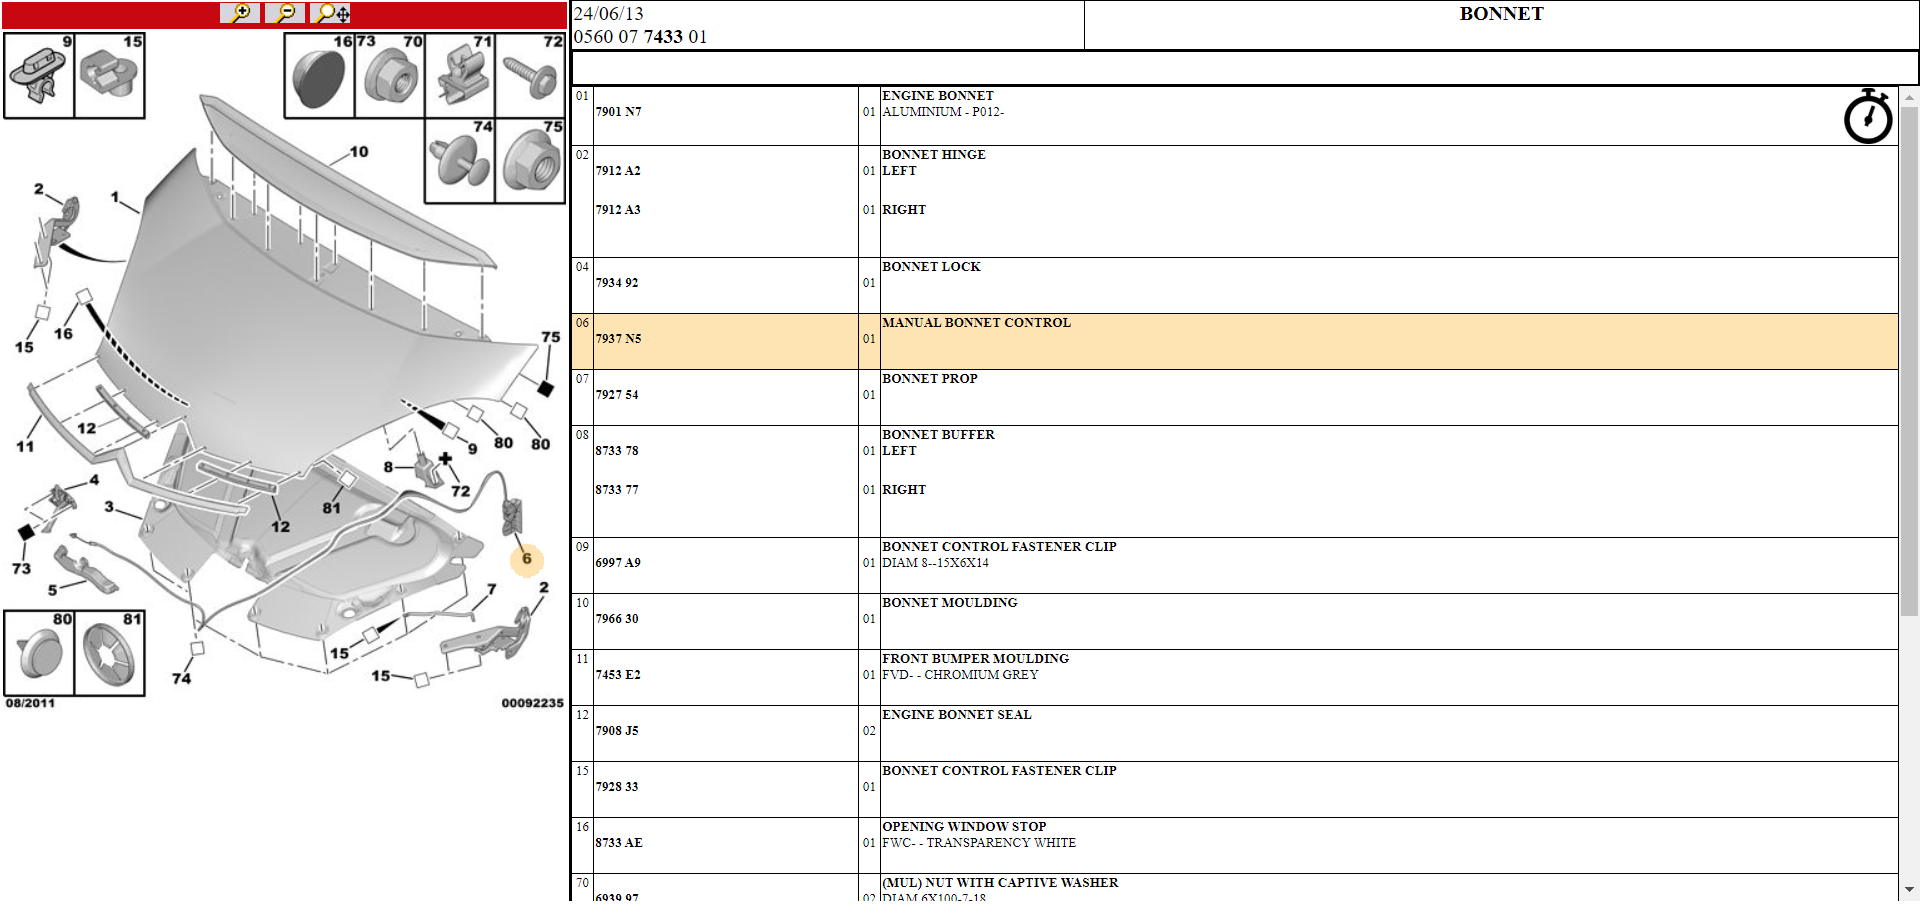 24/06/13
0560 07 7433 01
BONNET
9
15
16
73
70
71
72
74
75
10
2
1
15
16
75
11
12
9
80
80
8
72
4
3
81
12
73
5
6
7
2
80
81
15
15
74
08/2011
00092235
01
ENGINE BONNET
7901 N7
01
ALUMINIUM - P012-
02
BONNET HINGE
7912 A2
01
LEFT
7912 A3
01
RIGHT
04
BONNET LOCK
7934 92
01
06
MANUAL BONNET CONTROL
7937 N5
01
07
BONNET PROP
7927 54
01
08
BONNET BUFFER
8733 78
01
LEFT
8733 77
01
RIGHT
09
BONNET CONTROL FASTENER CLIP
6997 A9
01
DIAM 8--15X6X14
10
BONNET MOULDING
7966 30
01
11
FRONT BUMPER MOULDING
7453 E2
01
FVD- - CHROMIUM GREY
12
ENGINE BONNET SEAL
7908 J5
02
15
BONNET CONTROL FASTENER CLIP
7928 33
01
16
OPENING WINDOW STOP
8733 AE
01
FWC- - TRANSPARENCY WHITE
70
(MUL) NUT WITH CAPTIVE WASHER
6939 97
02
DIAM 6X100-7-18